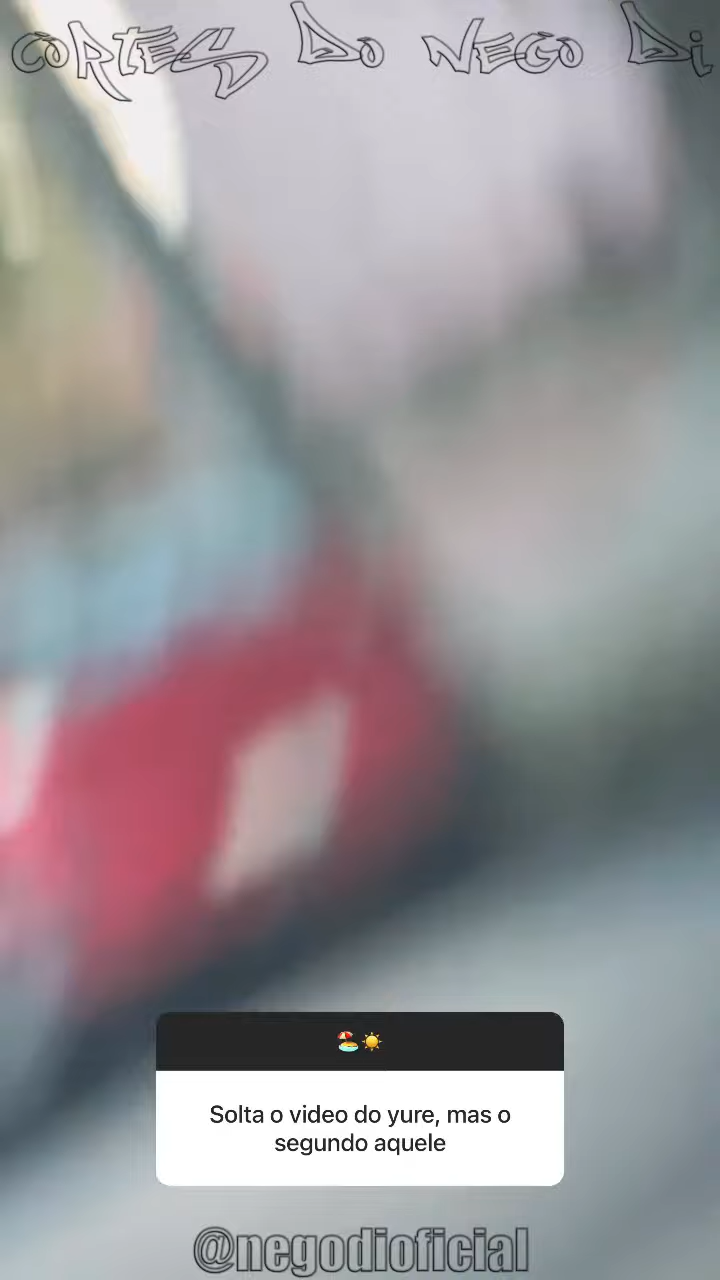 CORTES DO NEGO Di
🏖️☀️
Solta o video do yure, mas o
segundo aquele
@negodioficial